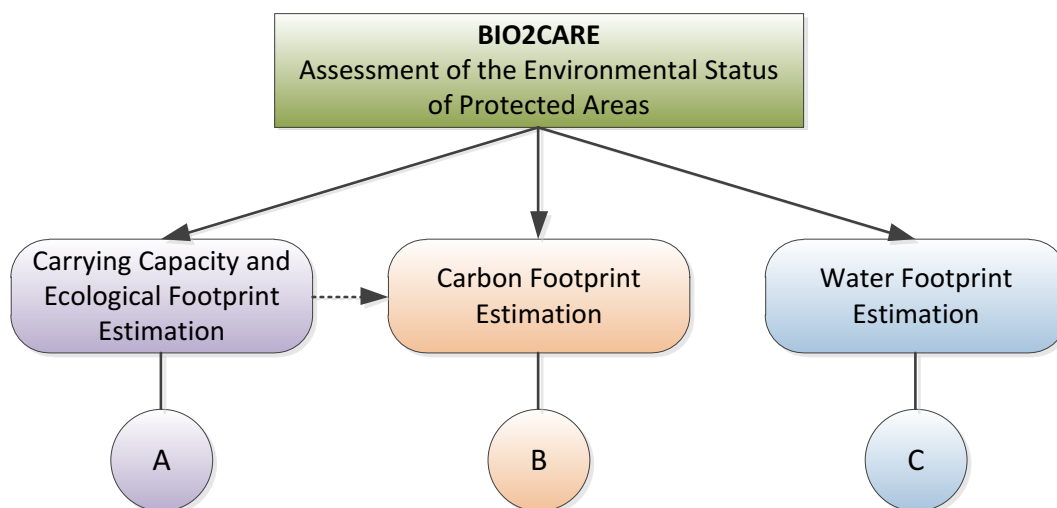 BIO2CARE
Assessment of the Environmental Status
of Protected Areas
Carrying Capacity and
Ecological Footprint
Estimation
Carbon Footprint
Estimation
Water Footprint
Estimation
A
B
C